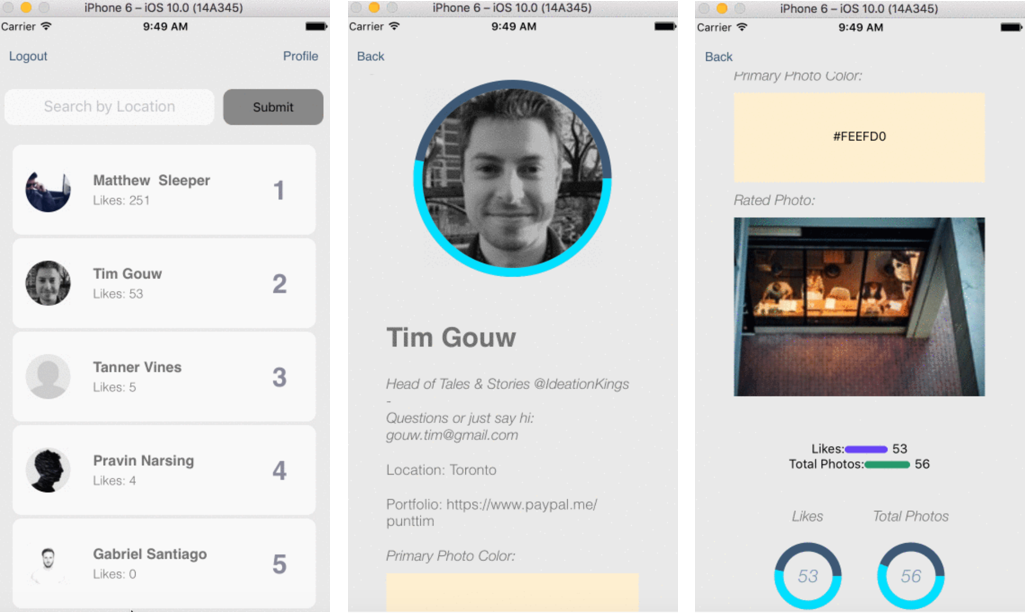 iPhone 6 – iOS 10.0 (14A345)
Carrier 9:49 AM
Logout Profile
Search by Location Submit
Matthew Sleeper
Likes: 251
1
Tim Gouw
Likes: 53
2
Tanner Vines
Likes: 5
3
Pravin Narsing
Likes: 4
4
Gabriel Santiago
Likes: 0
5
iPhone 6 – iOS 10.0 (14A345)
Carrier 9:49 AM
Back
Tim Gouw
Head of Tales & Stories @IdeationKings
-
Questions or just say hi:
gouw.tim@gmail.com
Location: Toronto
Portfolio: https://www.paypal.me/
punttim
Primary Photo Color:
iPhone 6 – iOS 10.0 (14A345)
Carrier 9:49 AM
Back
Primary Photo Color:
#FEEFD0
Rated Photo:
Likes: 53
Total Photos: 56
Likes Total Photos
53 56